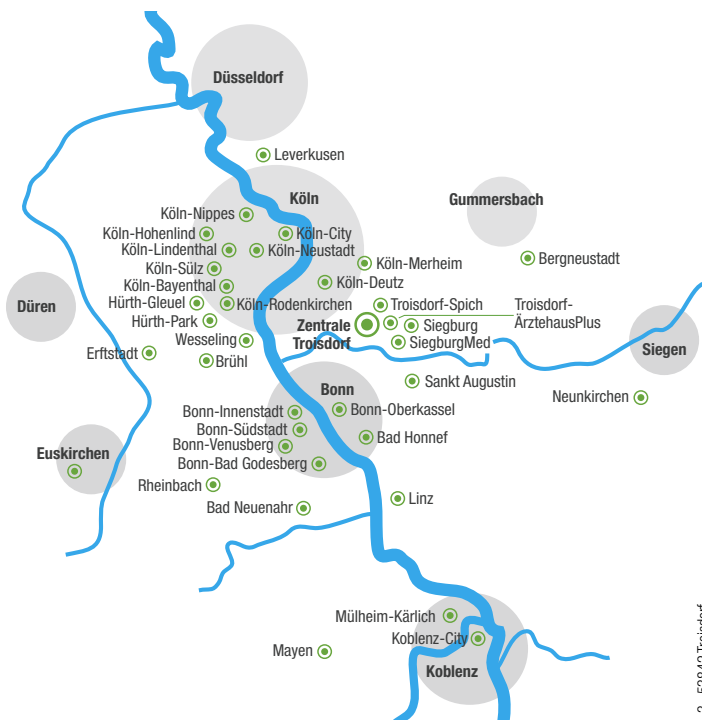 Düsseldorf
Leverkusen
Köln
Gummersbach
Köln-Nippes
Köln-Hohenlind
Köln-City
Köln-Lindenthal
Köln-Neustadt
Bergneustadt
Köln-Sülz
Köln-Merheim
Köln-Bayenthal
Köln-Deutz
Düren
Hürth-Gleuel
Köln-Rodenkirchen
Troisdorf-Spich
Troisdorf-
ÄrztehausPlus
Hürth-Park
Zentrale
Troisdorf
Siegburg
Wesseling
SiegburgMed
Siegen
Erftstadt
Brühl
Sankt Augustin
Bonn
Neunkirchen
Bonn-Innenstadt
Bonn-Oberkassel
Bonn-Südstadt
Bad Honnef
Bonn-Venusberg
Euskirchen
Bonn-Bad Godesberg
Rheinbach
Linz
Bad Neuenahr
Mülheim-Kärlich
Koblenz-City
Mayen
Koblenz
53842 Troisdorf